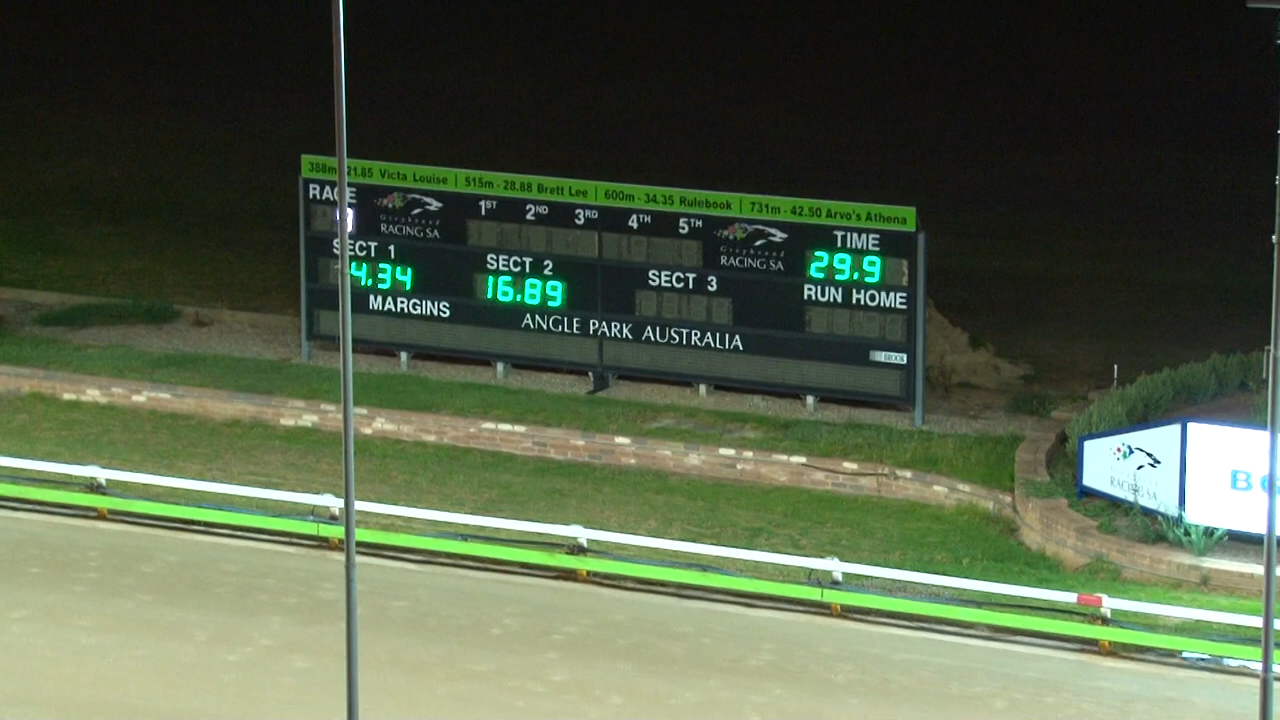 388m 21.85 Victa Louise | 515m - 28.88 Brett Lee | 600m - 34.35 Rulebook | 731m - 42.50 Arvo's Athena
RACE
Greyhound
RACING SA
1ST 2ND 3RD 4TH 5TH
Greyhound
RACING SA
TIME
29.9
SECT 1
4.34
SECT 2
16.89
SECT 3
RUN HOME
MARGINS
ANGLE PARK AUSTRALIA
BROOK
RACING SA